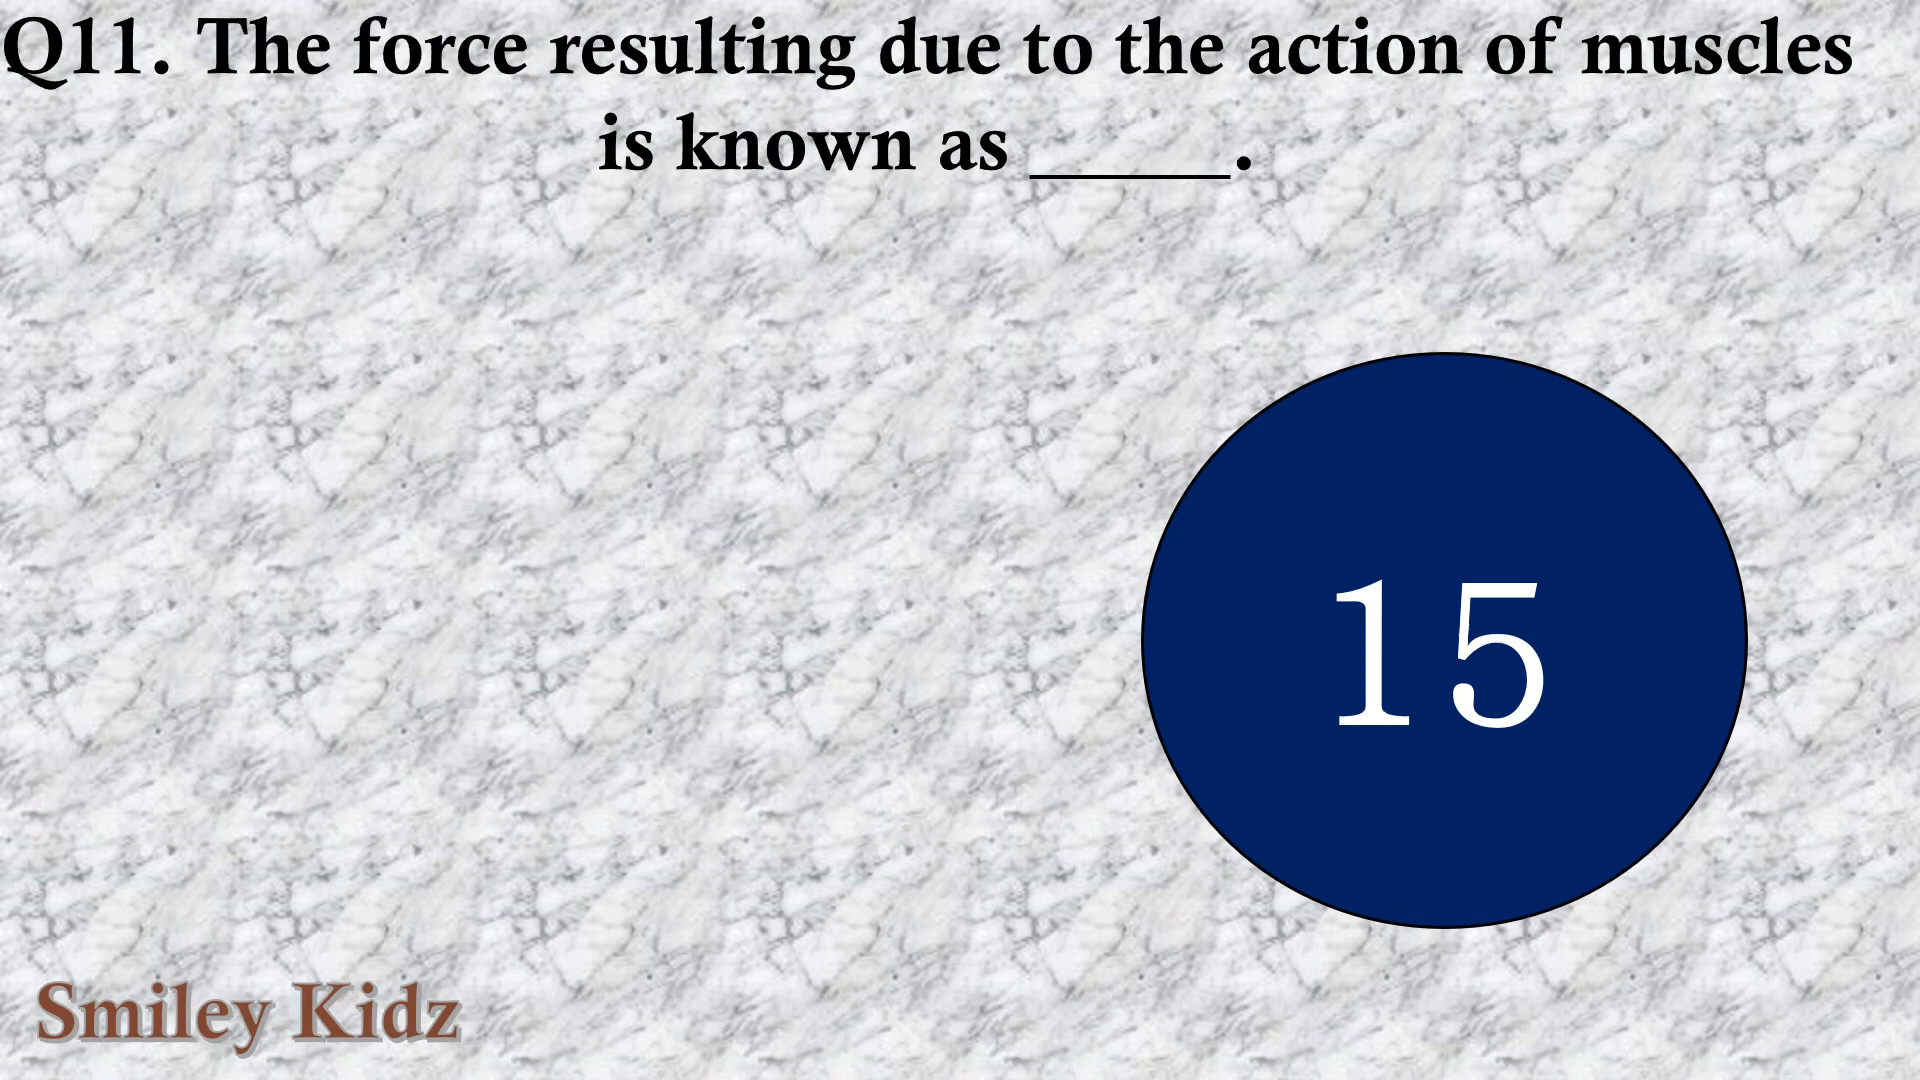 Q11. The force resulting due to the action of muscles
is known as _____.
15
Smiley Kidz